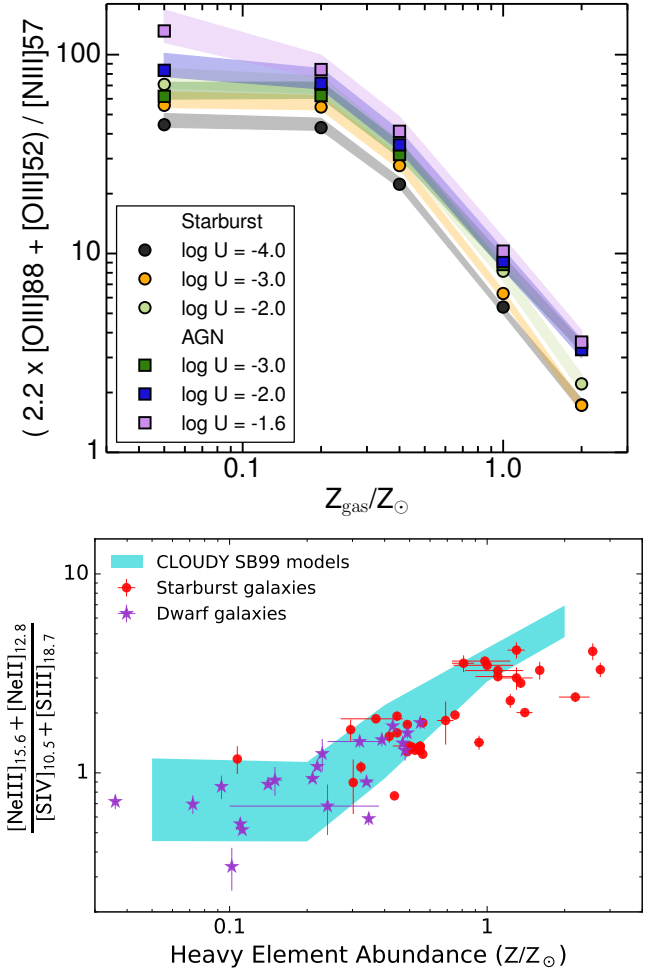 ( 2.2 x [OIII]88 + [OIII]52) / [NIII]57
100
10
1
Starburst
log U = -4.0
log U = -3.0
log U = -2.0
AGN
log U = -3.0
log U = -2.0
log U = -1.6
0.1
1.0
Zgas/Z⊙
[NeIII]15.6 + [NeII]12.8
[SIV]10.5 + [SIII]18.7
10
1
CLOUDY SB99 models
Starburst galaxies
Dwarf galaxies
0.1
1
Heavy Element Abundance (Z/Z⊙)